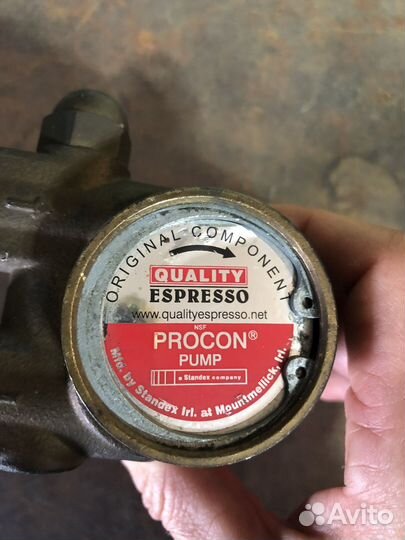 ORIGINAL COMPONENT
QUALITY
ESPRESSO
www.qualityespresso.net
NSF
PROCON®
PUMP
a Standex company
Mfg. by Standex Irl. at Mountmellick, Irl.
Avito